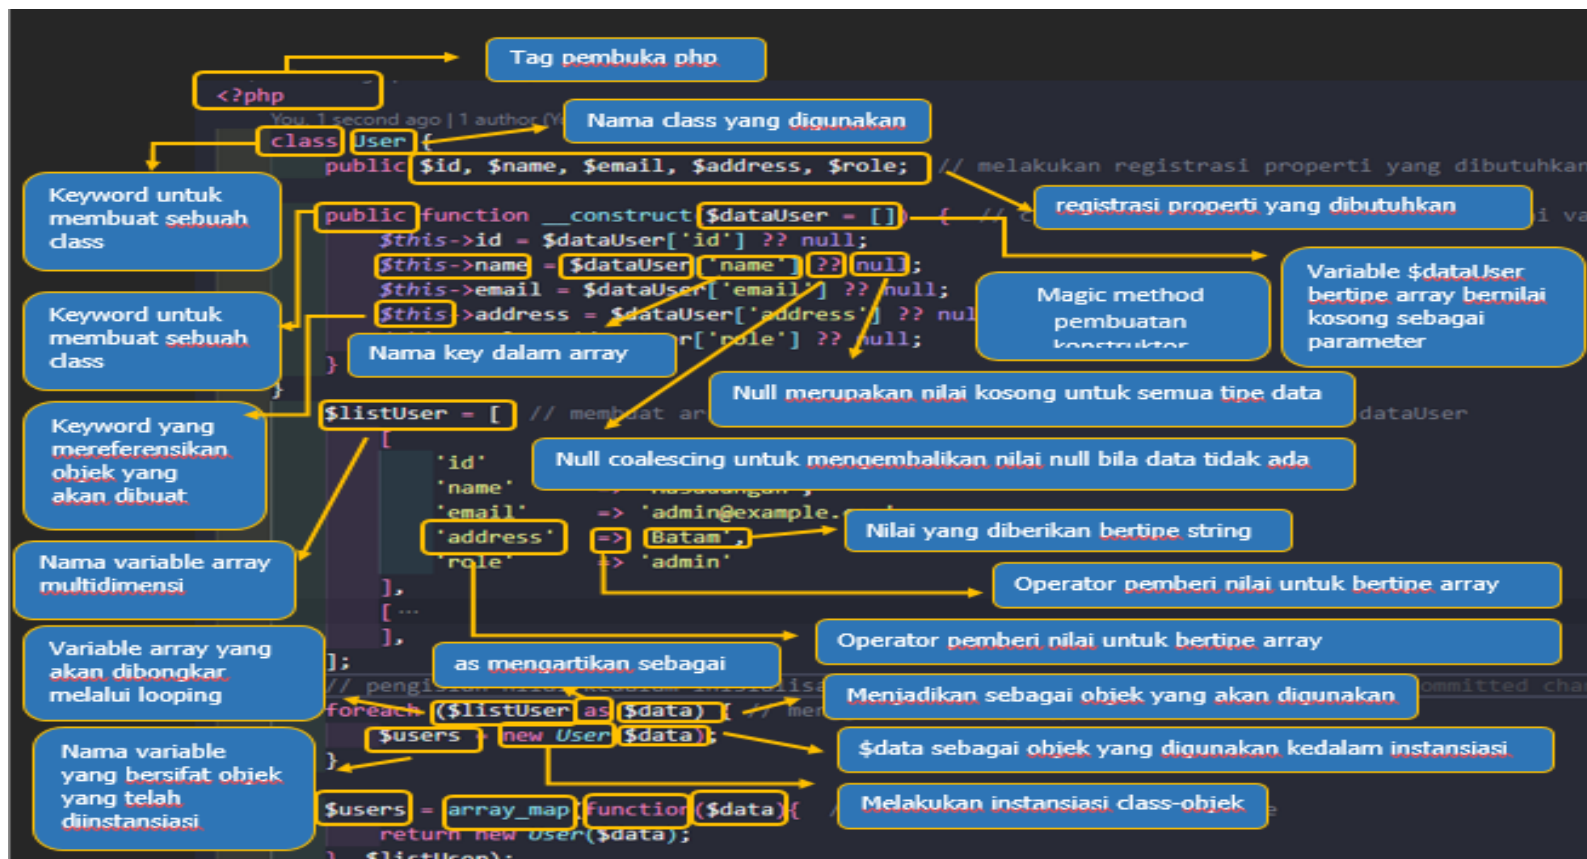 Tag pembuka php
<?php
You, 1 second ago | 1 author
Nama class yang digunakan
class User {
public $id, $name, $email, $address, $role; // melakukan registrasi properti yang dibutuhkan
Keyword untuk
membuat sebuah
class
registrasi properti yang dibutuhkan
public function __construct($dataUser = []) { //
$this->id = $dataUser['id'] ?? null;
$this->name = $dataUser['name'] ?? null;
$this->email = $dataUser['email'] ?? null;
$this->address = $dataUser['address'] ?? nul
'role'] ?? null;
}
}
Variable $dataUser
bertipe array bernilai
kosong sebagai
parameter
Magic method
pembuatan
konstruktor
Keyword untuk
membuat sebuah
class
Nama key dalam array
Null merupakan nilai kosong untuk semua tipe data
$listUser = [ // membuat ar dataUser
[
Keyword yang
mereferensikan
objek yang
akan dibuat
Null coalescing untuk mengembalikan nilai null bila data tidak ada
'id'
'name'
'email' => 'admin@example.
'address' => Batam',
'role' => 'admin'
],
[ ...
],
];
Nilai yang diberikan bertipe string
Nama variable array
multidimensi
Operator pemberi nilai untuk bertipe array
Operator pemberi nilai untuk bertipe array
Variable array yang
akan dibongkar
melalui looping
as mengartikan sebagai
Menjadikan sebagai objek yang akan digunakan
foreach ($listUser as $data) { // mer
$users = new User $data);
}
$data sebagai objek yang digunakan kedalam instansiasi
Nama variable
yang bersifat objek
yang telah
diinstansiasi
Melakukan instansiasi class-objek
$users = array_map(function($data){ /
return new User($data);
}, $listUser);